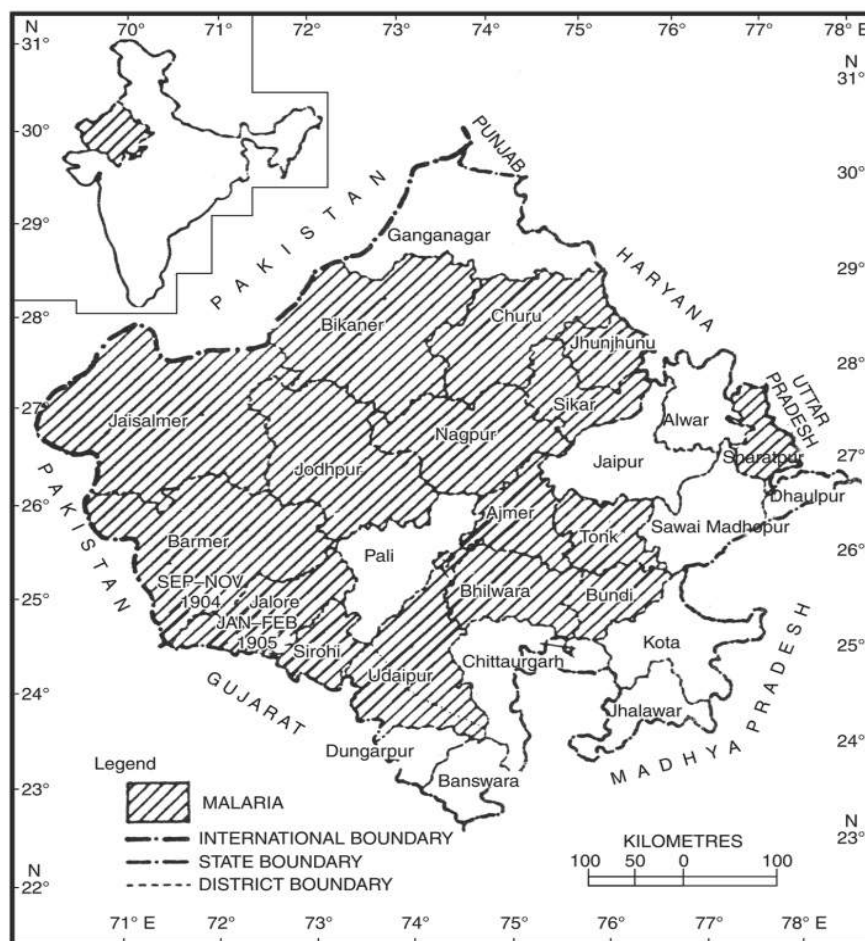 N 70° 71° 72° 73° 74° 75° 76° 77° 78° E
31°
N
31°
30°
30°
29°
29°
28°
28°
27°
27°
26°
26°
25°
25°
24°
24°
23°
23°
N
22°
N
71° E 72° 73° 74° 75° 76° 77° 78° E
PUNJAB
PAKISTAN
HARYANA
UTTAR
PRADESH
PAKISTAN
GUJARAT
MADHYA PRADESH
Ganganagar
Bikaner
Churu
Jhunjhunu
Sikar
Alwar
Jaisalmer
Nagpur
Jaipur
Sharatpur
Jodhpur
Dhaulpur
Ajmer
Tonk
Sawai Madhopur
Barmer
Pali
SEP–NOV
1904
Jalore
JAN–FEB
1905
Bhilwara
Bundi
Sirohi
Udaipur
Chittaurgarh
Kota
Jhalawar
Dungarpur
Banswara
Legend
MALARIA
INTERNATIONAL BOUNDARY
STATE BOUNDARY
DISTRICT BOUNDARY
KILOMETRES
100 50 0 100